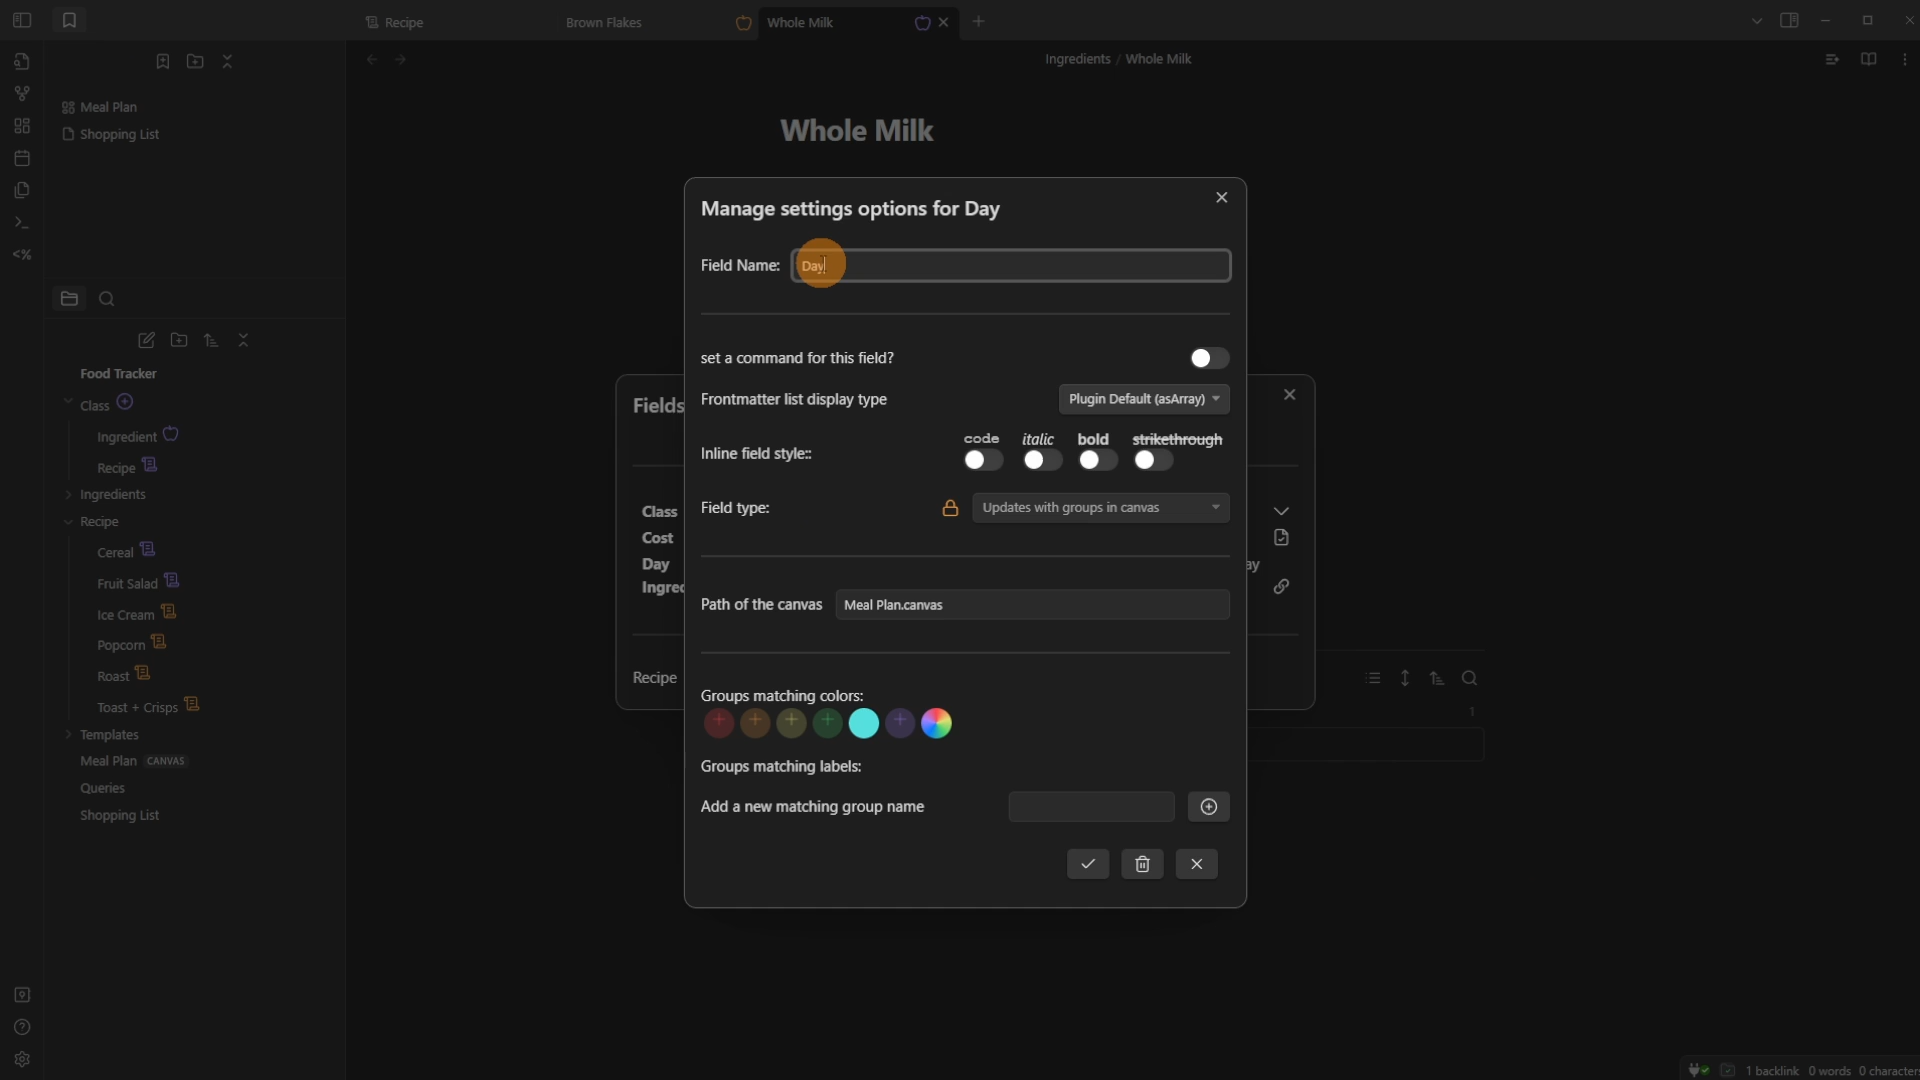 Recipe
Brown Flakes
Whole Milk
Ingredients / Whole Milk
Meal Plan
Shopping List
Whole Milk
Manage settings options for Day
Field Name: Day
set a command for this field?
Frontmatter list display type
Plugin Default (asArray)
code italic bold strikethrough
Inline field style::
Field type:
Updates with groups in canvas
Path of the canvas
Meal Plan.canvas
Groups matching colors:
Groups matching labels:
Add a new matching group name
Fields
Class
Cost
Day
ay
Recipe
1
<%
Food Tracker
Class
Ingredient
Recipe
Ingredients
Recipe
Cereal
Fruit Salad
Ice Cream
Popcorn
Roast
Toast + Crisps
Templates
Meal Plan CANVAS
Queries
Shopping List
1 backlink 0 words 0 characters